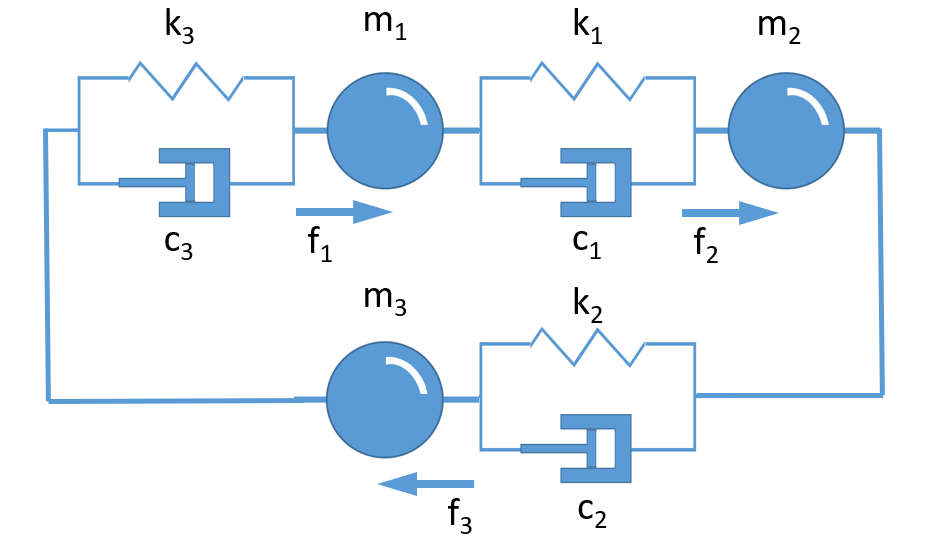 k₃ m₁ k₁ m₂
c₃ f₁ c₁ f₂
m₃ k₂
f₃ c₂